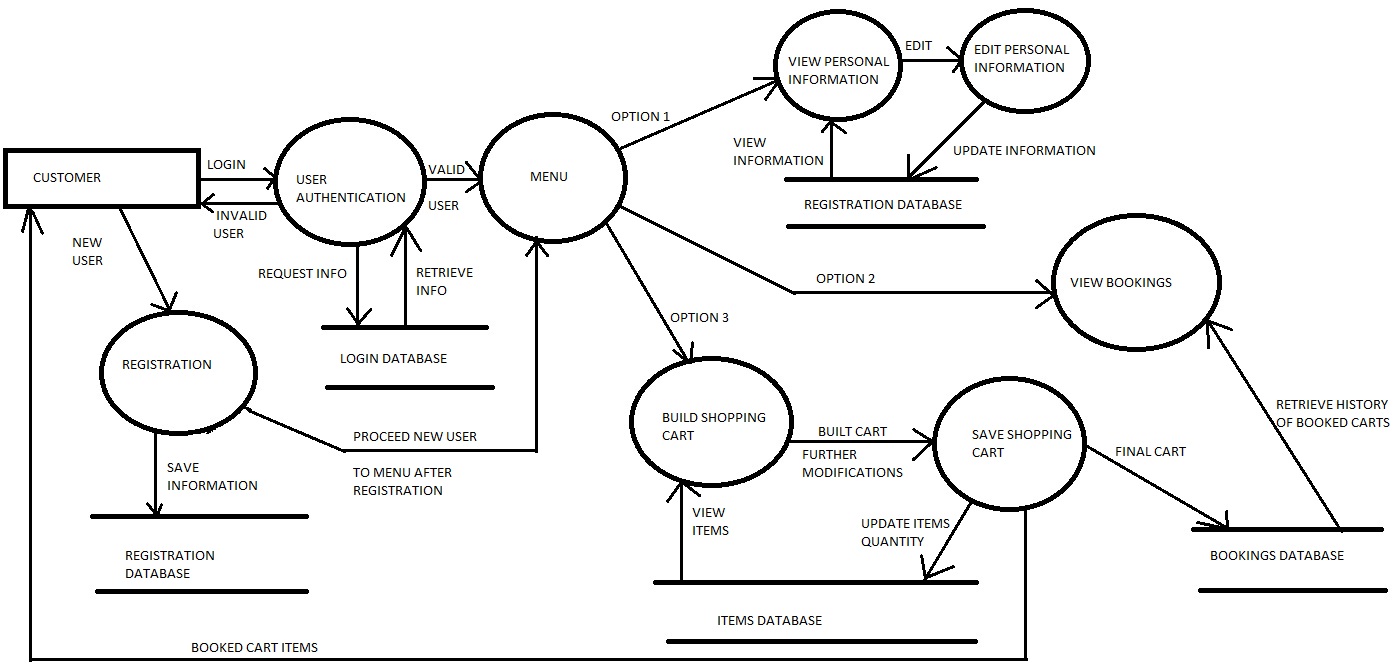 VIEW PERSONAL
INFORMATION
EDIT
EDIT PERSONAL
INFORMATION
OPTION 1
VIEW
INFORMATION
UPDATE INFORMATION
REGISTRATION DATABASE
CUSTOMER
LOGIN
INVALID
USER
USER
AUTHENTICATION
VALID
USER
MENU
NEW
USER
REQUEST INFO
RETRIEVE
INFO
LOGIN DATABASE
OPTION 2
VIEW BOOKINGS
OPTION 3
REGISTRATION
PROCEED NEW USER
TO MENU AFTER
REGISTRATION
SAVE
INFORMATION
REGISTRATION
DATABASE
BUILD SHOPPING
CART
BUILT CART
FURTHER
MODIFICATIONS
SAVE SHOPPING
CART
FINAL CART
RETRIEVE HISTORY
OF BOOKED CARTS
VIEW
ITEMS
UPDATE ITEMS
QUANTITY
BOOKINGS DATABASE
ITEMS DATABASE
BOOKED CART ITEMS